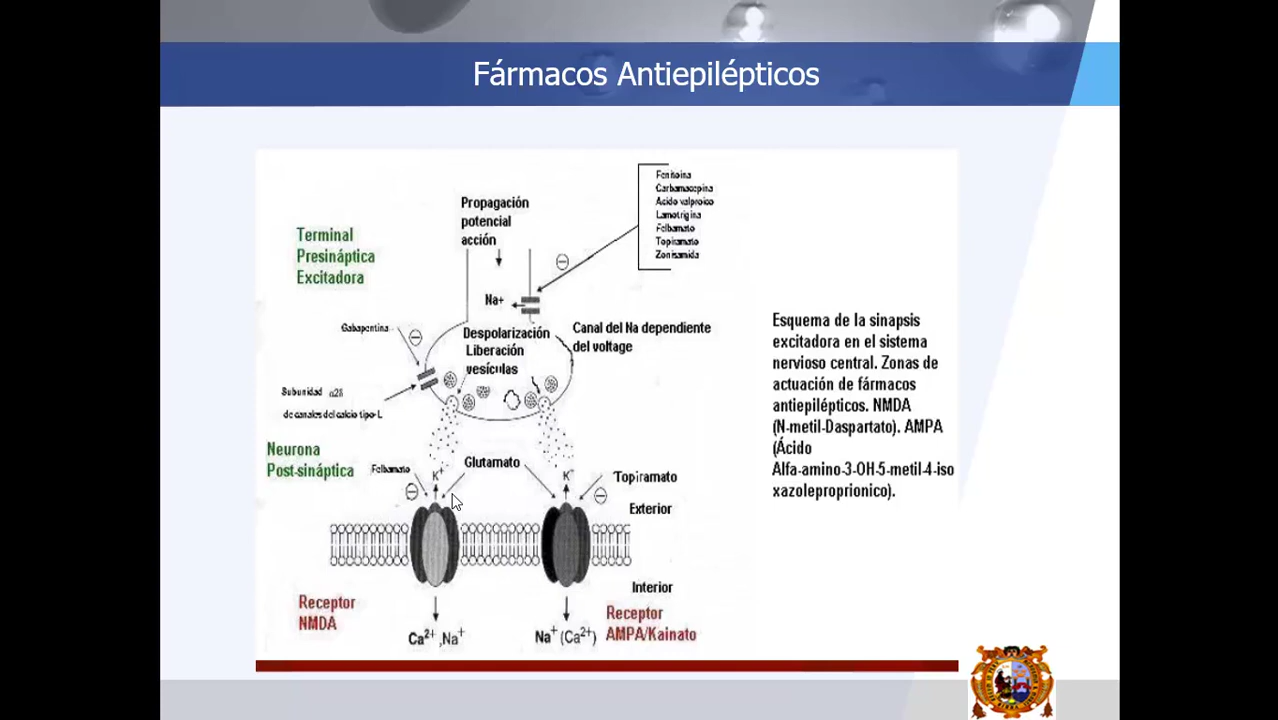 Fármacos Antiepilépticos
Fenitoina
Carbamacepina
Acido valproico
Lamotrigina
Felbamato
Topiramato
Zonisamida
Propagación
potencial
acción
Terminal
Presináptica
Excitadora
Na+
Gabapentina
Despolarización
Liberación
vesículas
Canal del Na dependiente
del voltage
Subunidad α2δ
de canales del calcio tipo-L
Neurona
Post-sináptica
Felbamato
K+
Glutamato
K
Topiramato
Exterior
Interior
Receptor
NMDA
Ca2+ ,Na+
Na+ (Ca2+)
Receptor
AMPA/Kainato
Esquema de la sinapsis
excitadora en el sistema
nervioso central. Zonas de
actuación de fármacos
antiepilépticos. NMDA
(N-metil-Daspartato). AMPA
(Ácido
Alfa-amino-3-OH-5-metil-4-iso
xazoleproprionico).